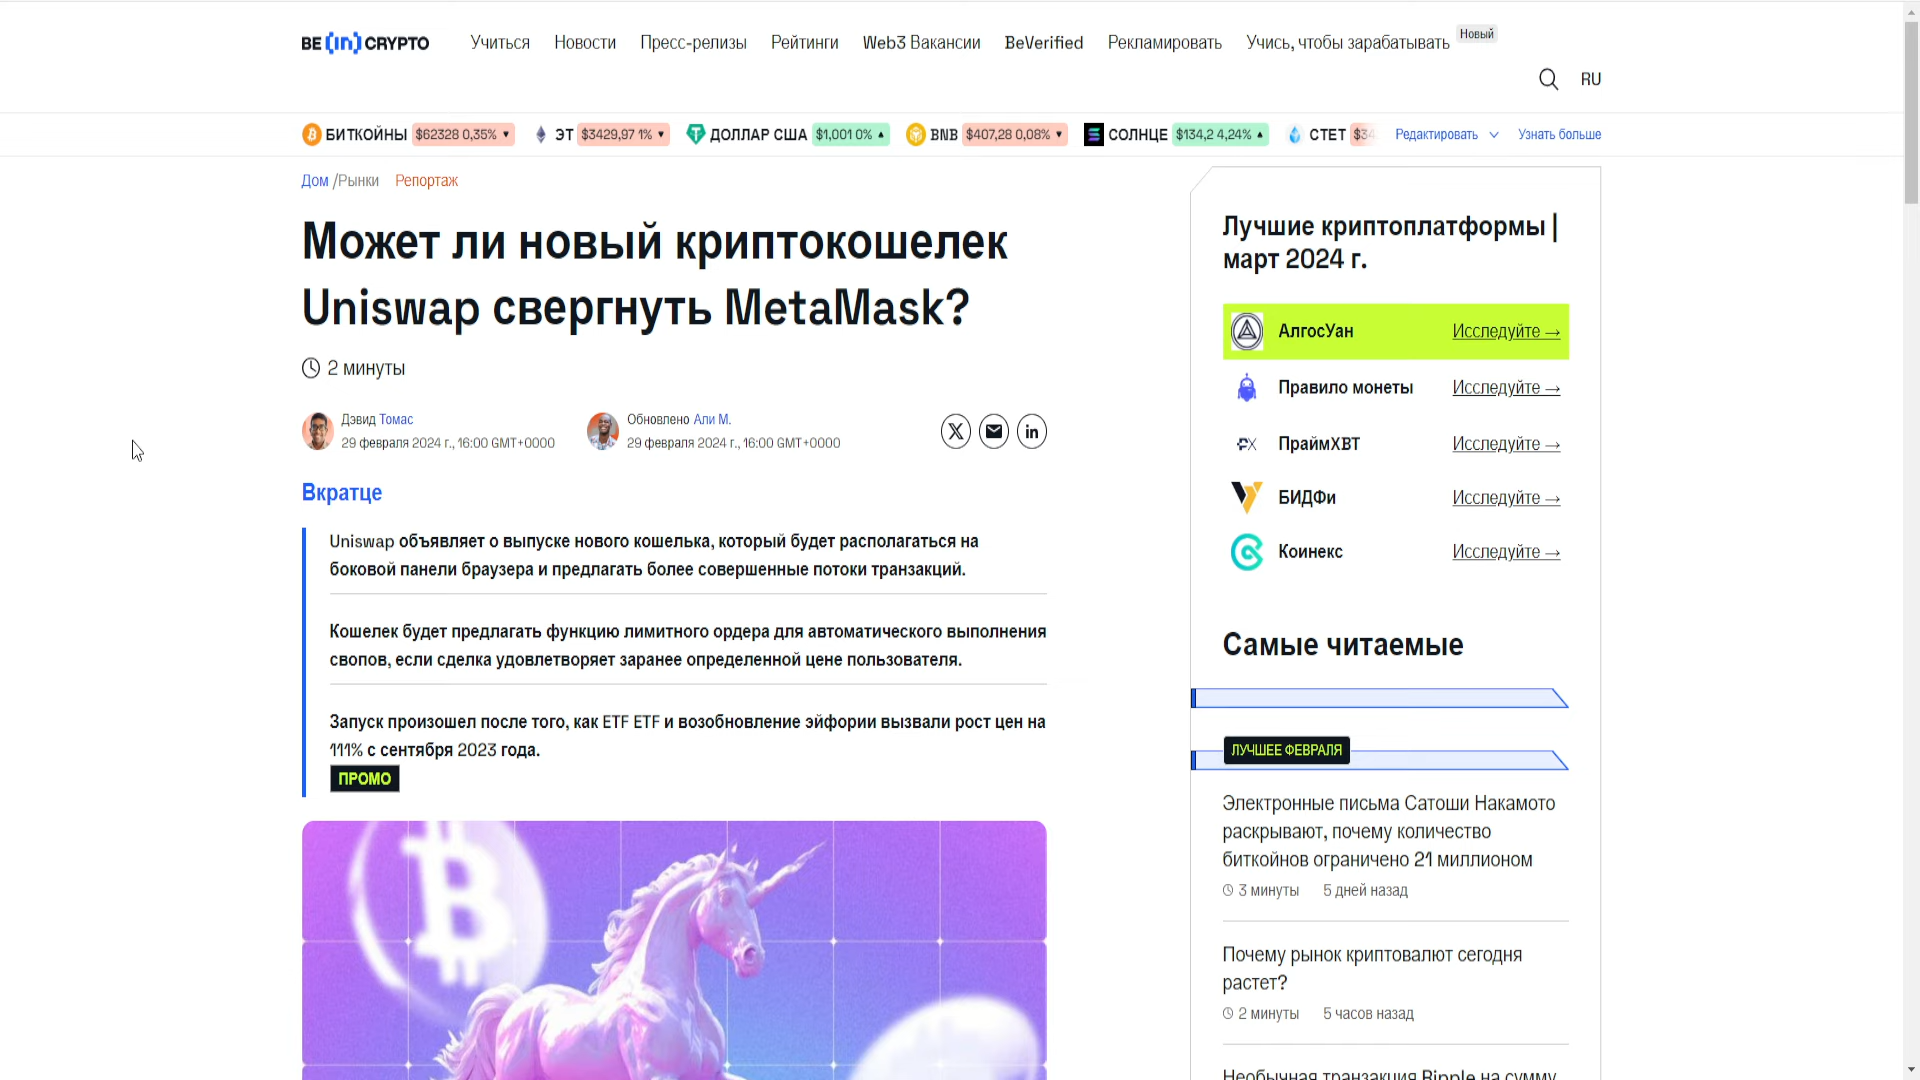 BE[in]CRYPTO Учиться Новости Пресс-релизы Рейтинги Web3 Вакансии BeVerified Рекламировать Учись, чтобы зарабатывать Новый
RU
БИТКОЙНЫ $62328 0,35% ▼ ЭТ $3429,97 1% ▼ ДОЛЛАР США $1,001 0% ▲ BNB $407,28 0,08% ▼ СОЛНЦЕ $134,2 4,24% ▲ СТЕТ $34 Редактировать Узнать больше
Дом /Рынки Репортаж
Может ли новый криптокошелек
Uniswap свергнуть MetaMask?
2 минуты
Дэвид Томас
29 февраля 2024 г., 16:00 GMT+0000
Обновлено Али М.
29 февраля 2024 г., 16:00 GMT+0000
Вкратце
Uniswap объявляет о выпуске нового кошелька, который будет располагаться на
боковой панели браузера и предлагать более совершенные потоки транзакций.
Кошелек будет предлагать функцию лимитного ордера для автоматического выполнения
свопов, если сделка удовлетворяет заранее определенной цене пользователя.
Запуск произошел после того, как ETF ETF и возобновление эйфории вызвали рост цен на
111% с сентября 2023 года.
ПРОМО
Лучшие криптоплатформы |
март 2024 г.
АлгосУан Исследуйте →
Правило монеты Исследуйте →
ПраймХВТ Исследуйте →
БИДФи Исследуйте →
Коинекс Исследуйте →
Самые читаемые
ЛУЧШЕЕ ФЕВРАЛЯ
Электронные письма Сатоши Накамото
раскрывают, почему количество
биткойнов ограничено 21 миллионом
3 минуты 5 дней назад
Почему рынок криптовалют сегодня
растет?
2 минуты 5 часов назад
Необычная транзакция Ripple на сумму